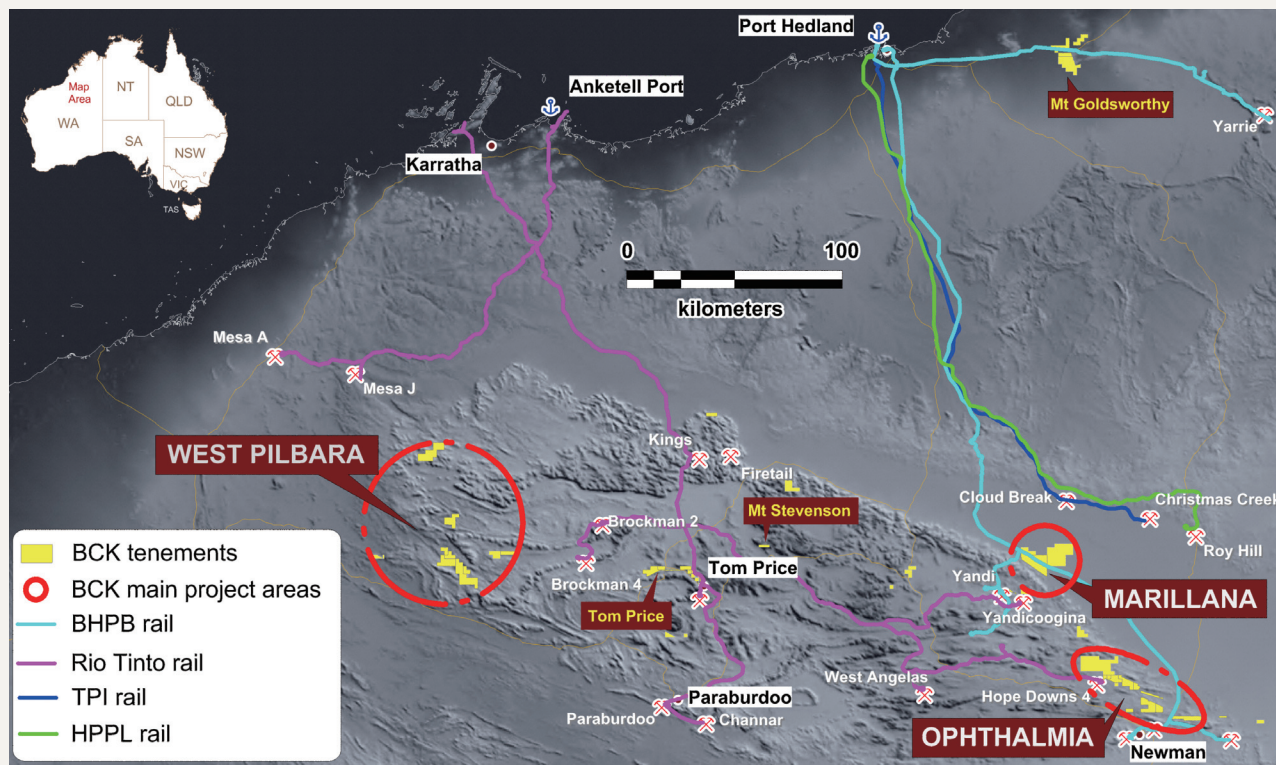 Port Hedland
Anketell Port
NT
Map
Area
QLD
WA
SA
NSW
VIC
TAS
Mt Goldsworthy
Yarrie
Karratha
0 100
kilometers
Mesa A
Mesa J
WEST PILBARA
Kings
Firetail
Cloud Break
Christmas Creek
Mt Stevenson
Brockman 2
Roy Hill
Brockman 4
Tom Price
Yandi
Tom Price
Yandicoogina
MARILLANA
West Angelas
Hope Downs 4
Paraburdoo
Paraburdoo
Channar
OPHTHALMIA
Newman
BCK tenements
BCK main project areas
BHPB rail
Rio Tinto rail
TPI rail
HPPL rail